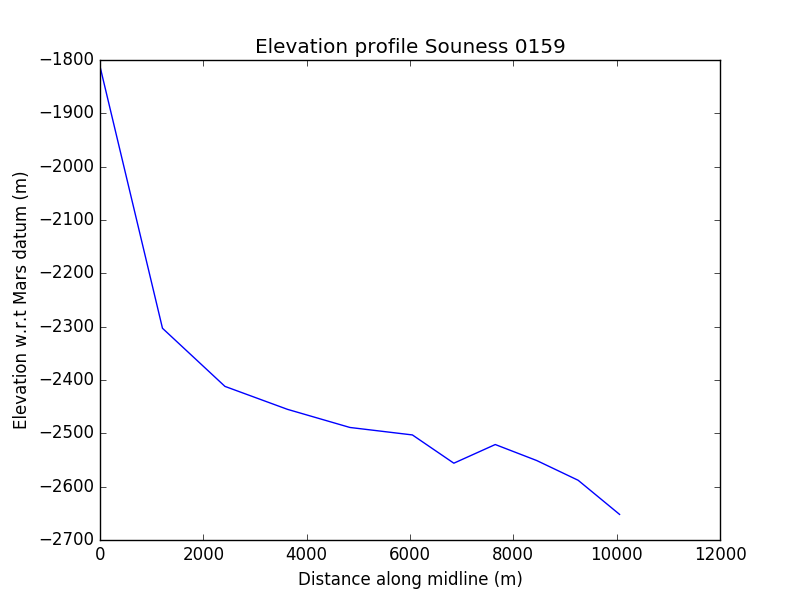 Elevation profile Souness 0159
−1800
−1900
−2000
−2100
−2200
−2300
−2400
−2500
−2600
−2700
Elevation w.r.t Mars datum (m)
0 2000 4000 6000 8000 10000 12000
Distance along midline (m)